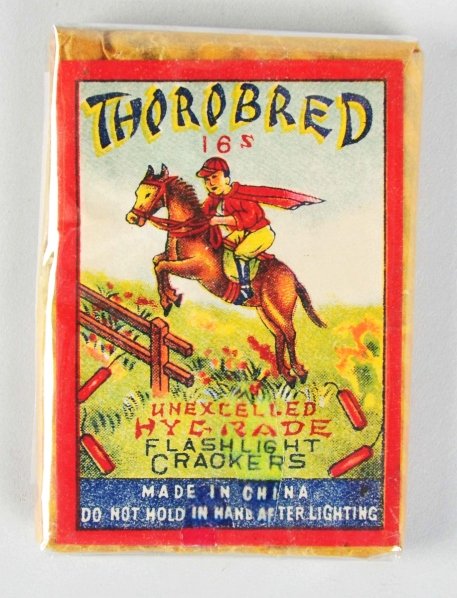 THOROBRED
16S
UNEXCELLED
HYGRADE
FLASHLIGHT
CRACKERS
MADE IN CHINA
DO NOT HOLD IN HAND AFTER LIGHTING